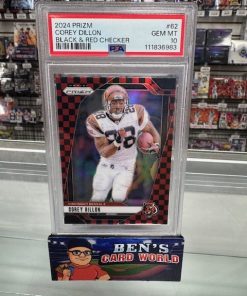 2024 PRIZM #62
COREY DILLON GEM MT
BLACK & RED CHECKER 10
PSA 111836983
PRIZM
28
COREY DILLON
BEN'S
CARD WORLD